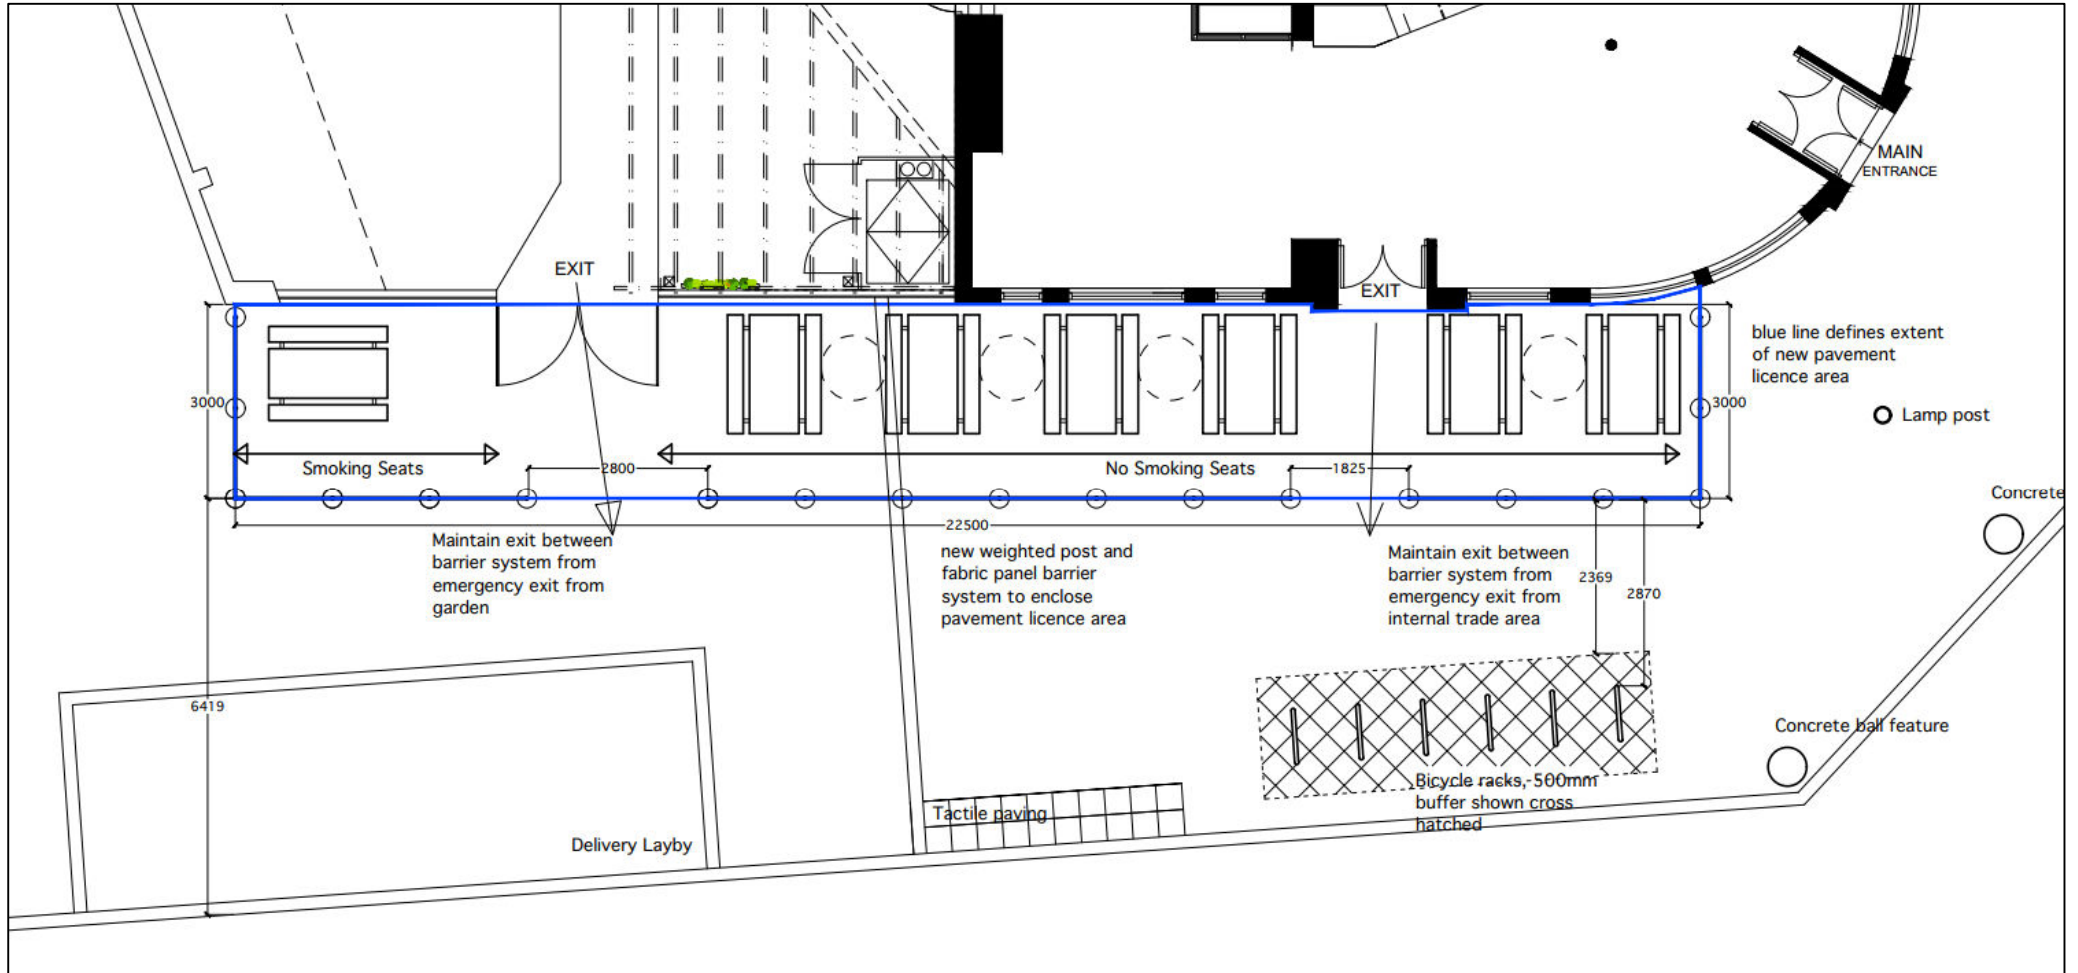 MAIN
ENTRANCE
EXIT
EXIT
blue line defines extent
of new pavement
licence area
3000
3000
Lamp post
Smoking Seats
2800
No Smoking Seats
1825
Concrete
22500
Maintain exit between
barrier system from
emergency exit from
garden
new weighted post and
fabric panel barrier
system to enclose
pavement licence area
Maintain exit between
barrier system from
emergency exit from
internal trade area
2369
2870
6419
Concrete ball feature
Bicycle racks, 500mm
buffer shown cross
hatched
Tactile paving
Delivery Layby